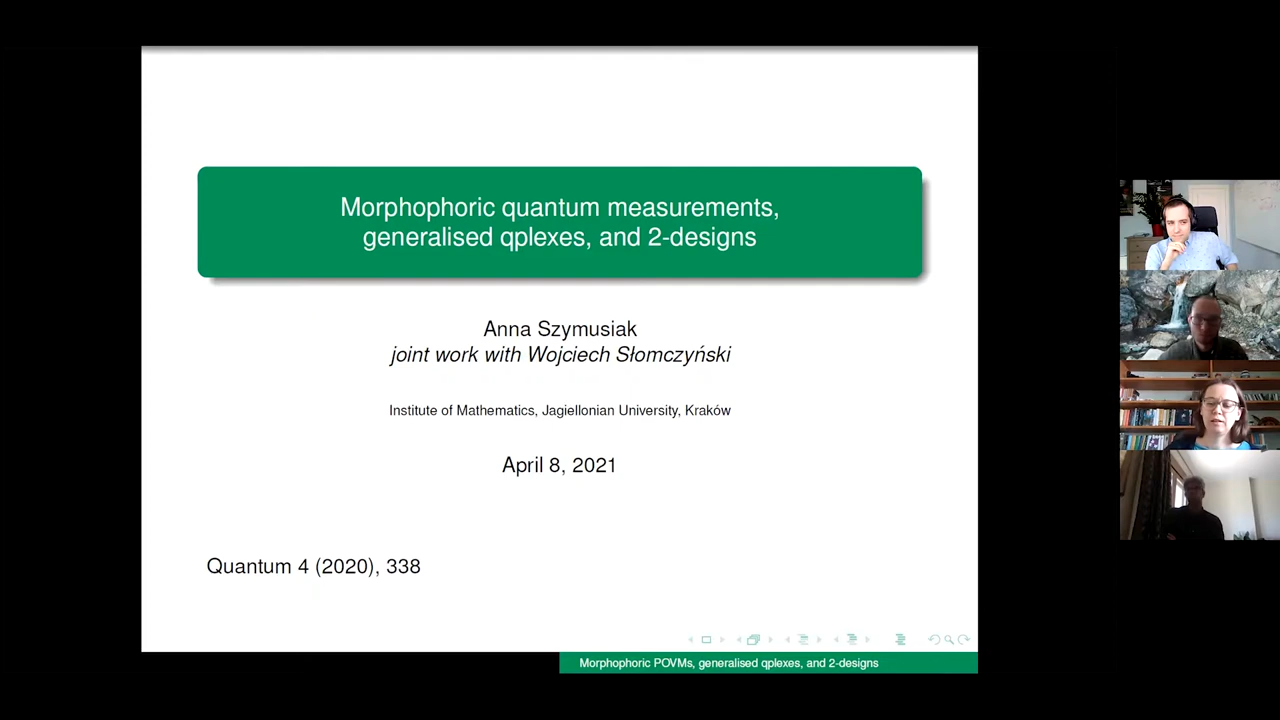 Morphophoric quantum measurements,
generalised qplexes, and 2-designs
Anna Szymusiak
joint work with Wojciech Słomczyński
Institute of Mathematics, Jagiellonian University, Kraków
April 8, 2021
Quantum 4 (2020), 338
Morphophoric POVMs, generalised qplexes, and 2-designs